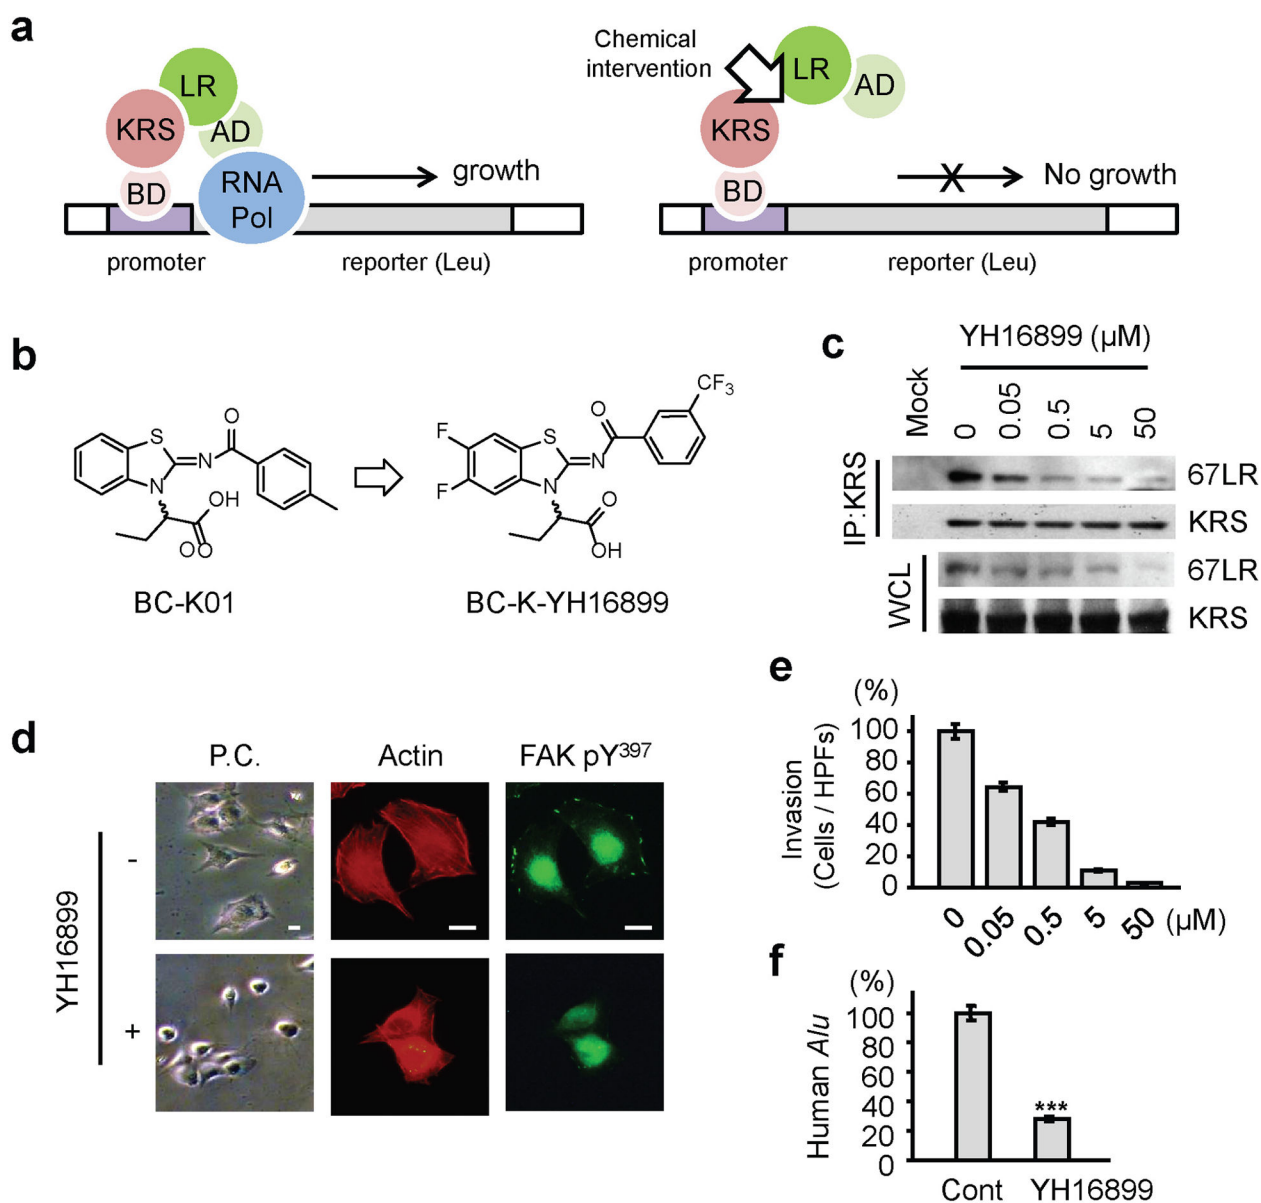 a
LR
KRS
AD
BD
RNA
Pol
growth
promoter
reporter (Leu)
Chemical
intervention
LR
AD
KRS
BD
X
No growth
promoter
reporter (Leu)
b
S
O
N
N
OH
O
O
BC-K01
F
F
S
O
CF3
N
N
O
OH
BC-K-YH16899
c
YH16899 (µM)
Mock
0
0.05
0.5
5
50
IP:KRS
67LR
KRS
WCL
67LR
KRS
d
P.C.
Actin
FAK pY397
YH16899
-
+
e
(%)
Invasion
(Cells / HPFs)
100
80
60
40
20
0
0
0.05
0.5
5
50
(µM)
f
(%)
Human Alu
100
80
60
40
20
0
***
Cont
YH16899